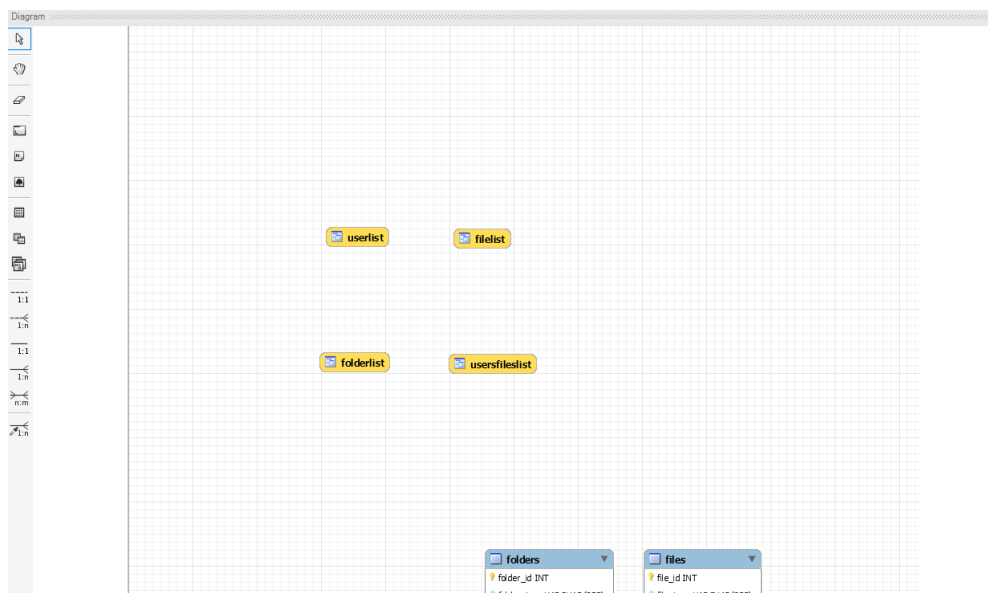 Diagram
userlist
filelist
folderlist
usersfileslist
1:1
1:n
1:1
1:n
n:m
1:n
folders
files
folder_id INT
file_id INT